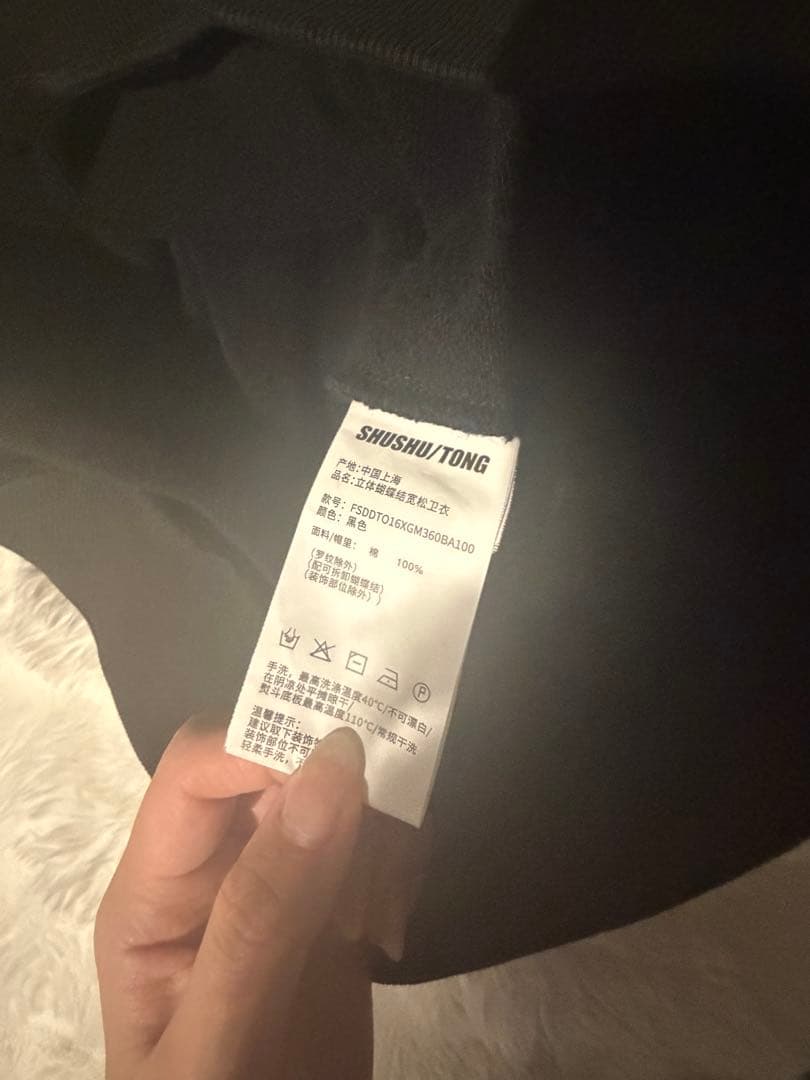 SHUSHU/TONG
产地:中国上海
品名:立体蝴蝶结宽松卫衣
款号: FSDDTO16XGM360BA100
颜色: 黑色
面料/帽里: 棉 100%
(罗纹除外)
(配可拆卸蝴蝶结)
(装饰部位除外))
P
手洗, 最高洗涤温度40℃/不可漂白/
在阴凉处平摊晾干/
熨斗底板最高温度110℃/常规干洗
温馨提示:
建议取下装饰
装饰部位不可
轻柔手洗,